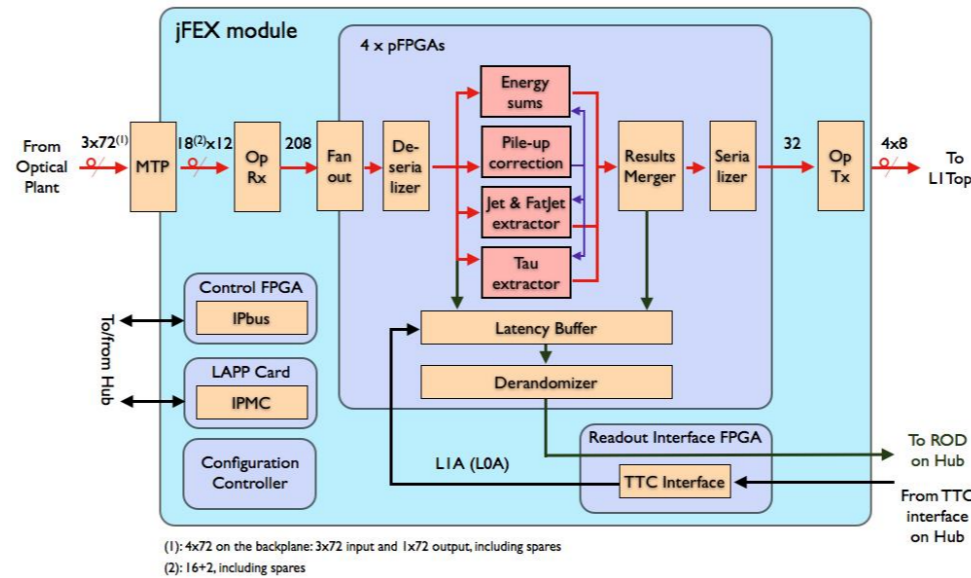 jFEX module
4 x pFPGAs
From
Optical
Plant
3x72(1)
MTP
18(2)x12
Op
Rx
208
Fan
out
De-
seria
lizer
Energy
sums
Pile-up
correction
Jet & FatJet
extractor
Tau
extractor
Results
Merger
Seria
lizer
32
Op
Tx
4x8
To
L1Top
Control FPGA
IPbus
To/from Hub
LAPP Card
IPMC
Configuration
Controller
Latency Buffer
Derandomizer
L1A (L0A)
Readout Interface FPGA
TTC Interface
To ROD
on Hub
From TTC
interface
on Hub
(1): 4x72 on the backplane: 3x72 input and 1x72 output, including spares
(2): 16+2, including spares